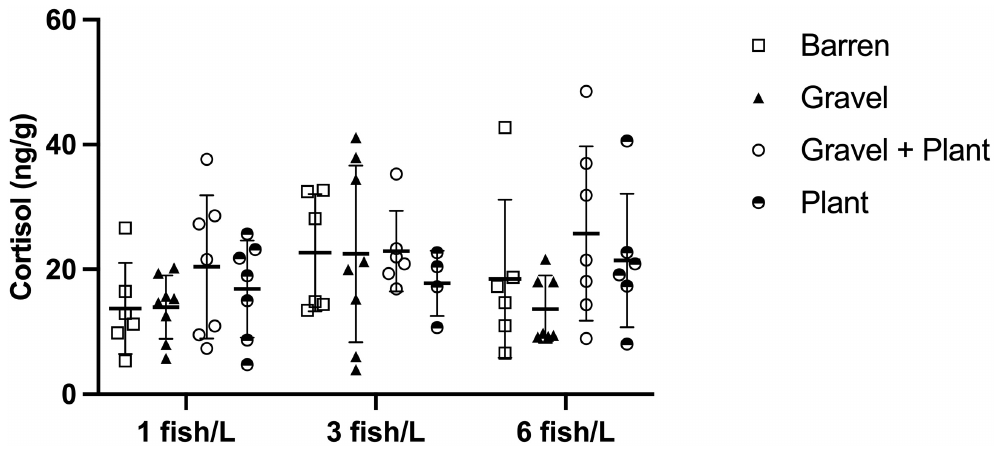 60
40
20
0
Cortisol (ng/g)
1 fish/L
3 fish/L
6 fish/L
Barren
Gravel
Gravel + Plant
Plant